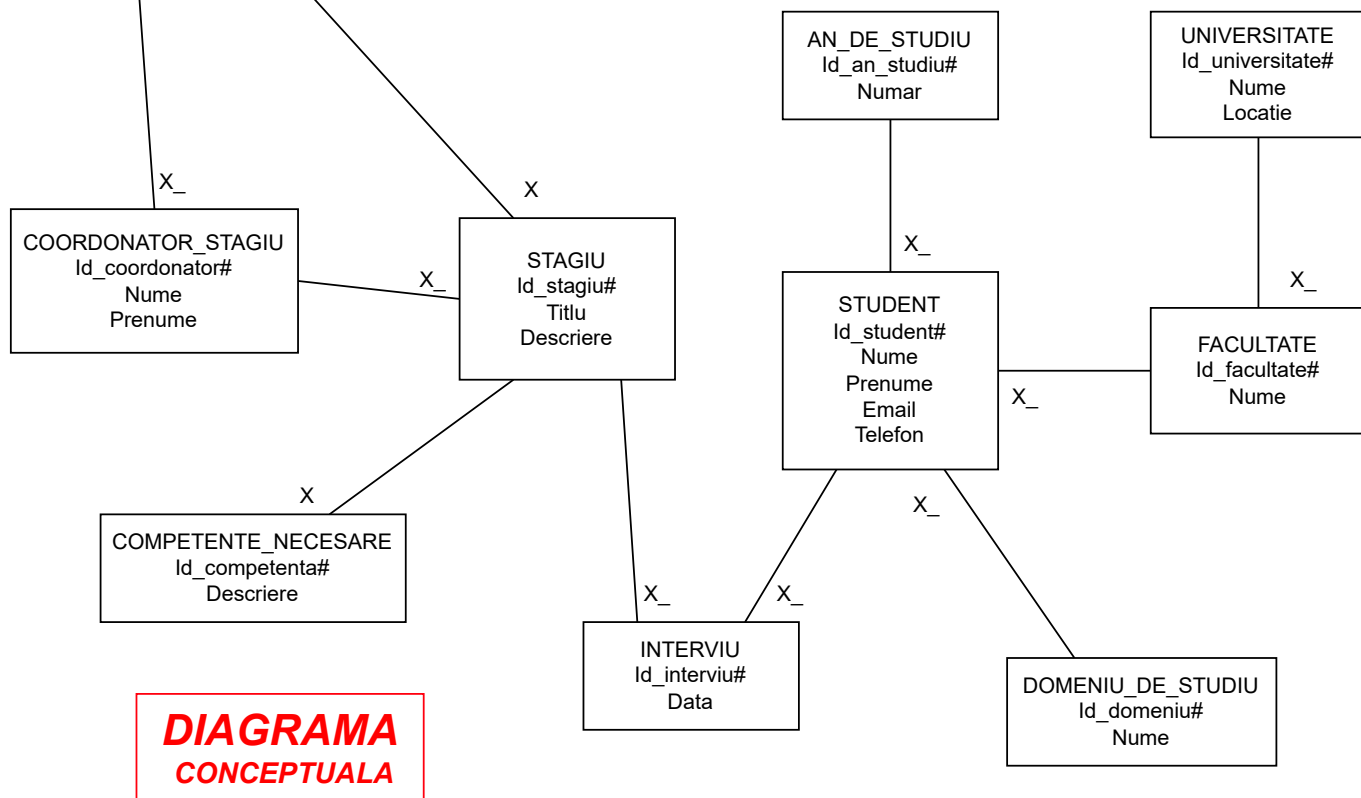 AN_DE_STUDIU
Id_an_studiu#
Numar
UNIVERSITATE
Id_universitate#
Nume
Locatie
X_
X
COORDONATOR_STAGIU
Id_coordonator#
Nume
Prenume
X_
STAGIU
Id_stagiu#
Titlu
Descriere
X_
STUDENT
Id_student#
Nume
Prenume
Email
Telefon
X_
X_
FACULTATE
Id_facultate#
Nume
X
COMPETENTE_NECESARE
Id_competenta#
Descriere
X_
X_
X_
INTERVIU
Id_interviu#
Data
DOMENIU_DE_STUDIU
Id_domeniu#
Nume
DIAGRAMA
CONCEPTUALA